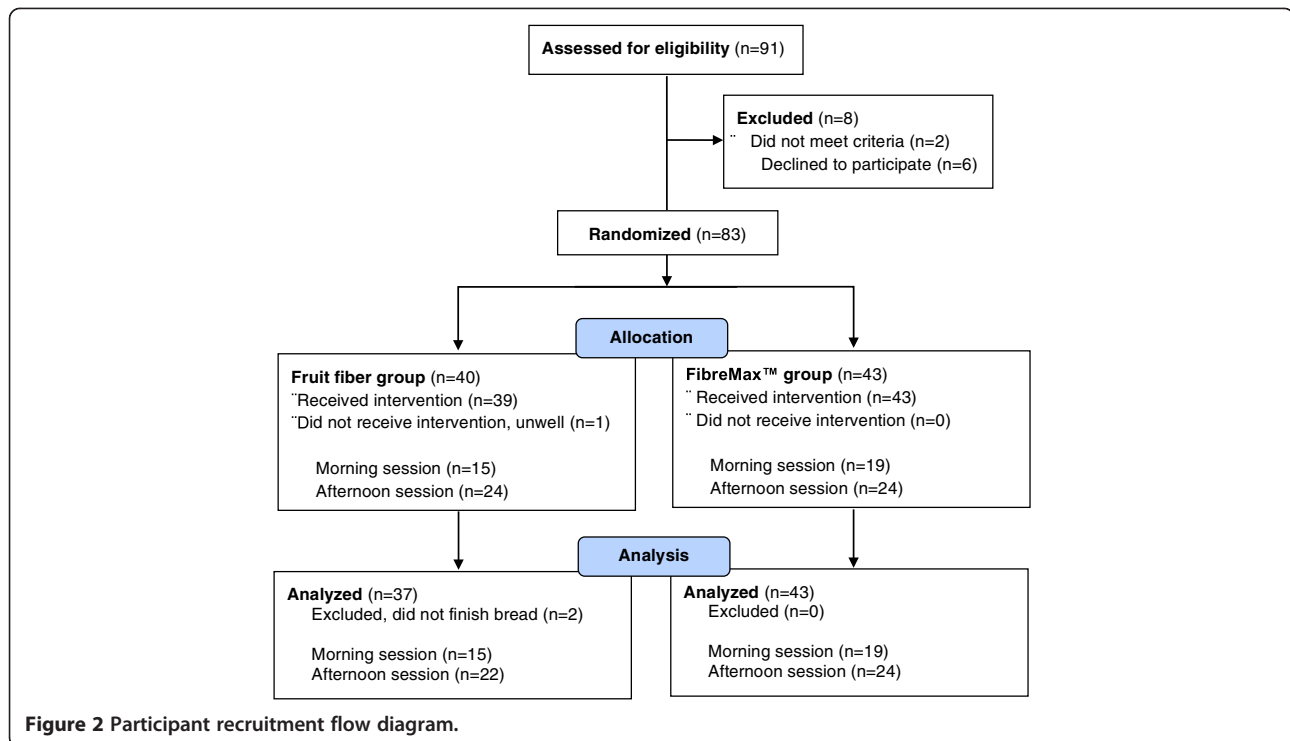 Assessed for eligibility (n=91)
Excluded (n=8)
¨ Did not meet criteria (n=2)
Declined to participate (n=6)
Randomized (n=83)
Allocation
Fruit fiber group (n=40)
¨Received intervention (n=39)
¨Did not receive intervention, unwell (n=1)
Morning session (n=15)
Afternoon session (n=24)
FibreMax™ group (n=43)
¨ Received intervention (n=43)
¨ Did not receive intervention (n=0)
Morning session (n=19)
Afternoon session (n=24)
Analysis
Analyzed (n=37)
Excluded, did not finish bread (n=2)
Morning session (n=15)
Afternoon session (n=22)
Analyzed (n=43)
Excluded (n=0)
Morning session (n=19)
Afternoon session (n=24)
Figure 2 Participant recruitment flow diagram.